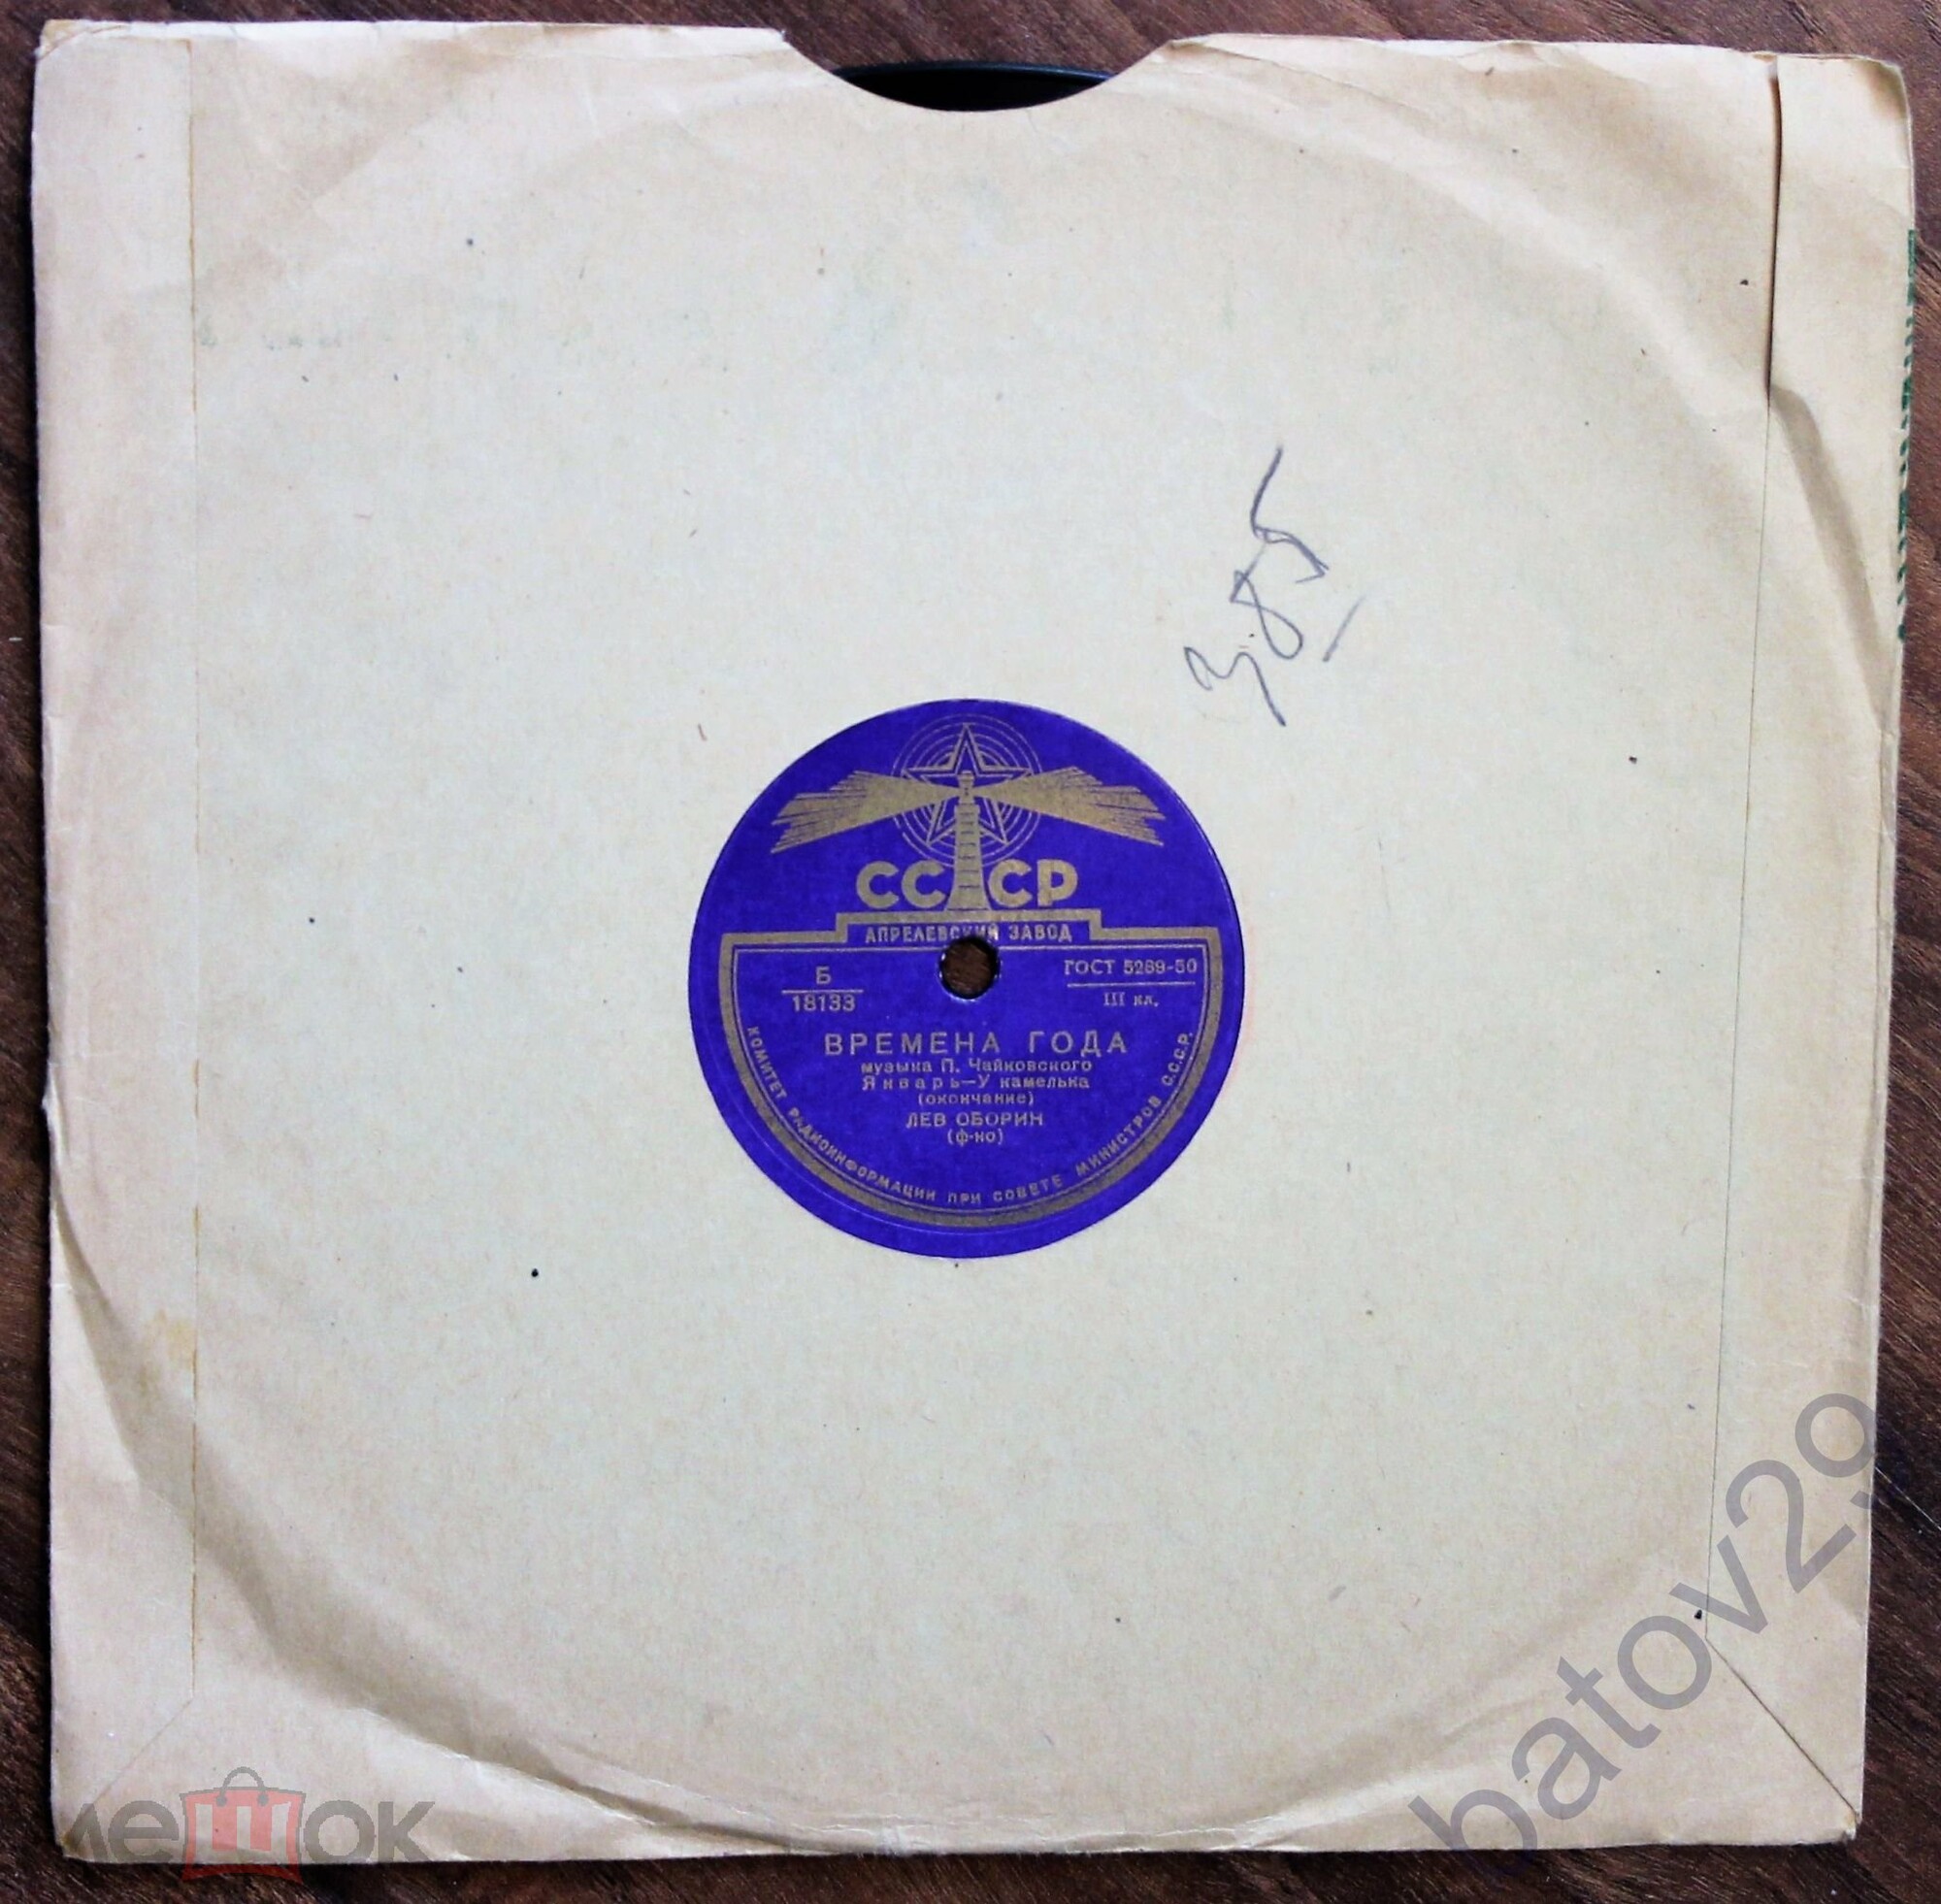 385
СССР
АПРЕЛЕВСКИЙ ЗАВОД
Б
18133
ГОСТ 5289-50
III кл.
ВРЕМЕНА ГОДА
музыка П. Чайковского
Январь—У камелька
(окончание)
ЛЕВ ОБОРИН
(ф-но)
КОМИТЕТ РАДИОИНФОРМАЦИИ ПРИ СОВЕТЕ МИНИСТРОВ С.С.С.Р.
batov29
мешок